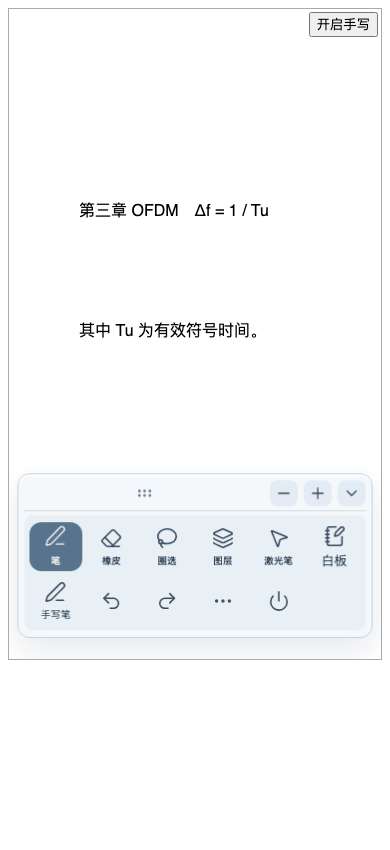 开启手写
第三章 OFDM Δf = 1 / Tu
其中 Tu 为有效符号时间。
笔 橡皮 圈选 图层 激光笔 白板
手写笔